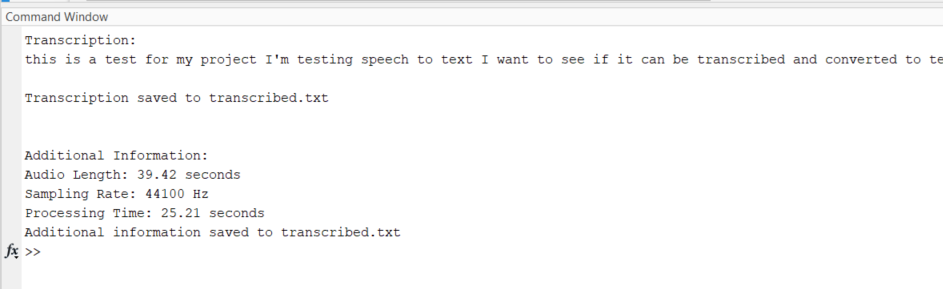 Command Window
Transcription:
this is a test for my project I'm testing speech to text I want to see if it can be transcribed and converted to te
Transcription saved to transcribed.txt
Additional Information:
Audio Length: 39.42 seconds
Sampling Rate: 44100 Hz
Processing Time: 25.21 seconds
Additional information saved to transcribed.txt
fx >>